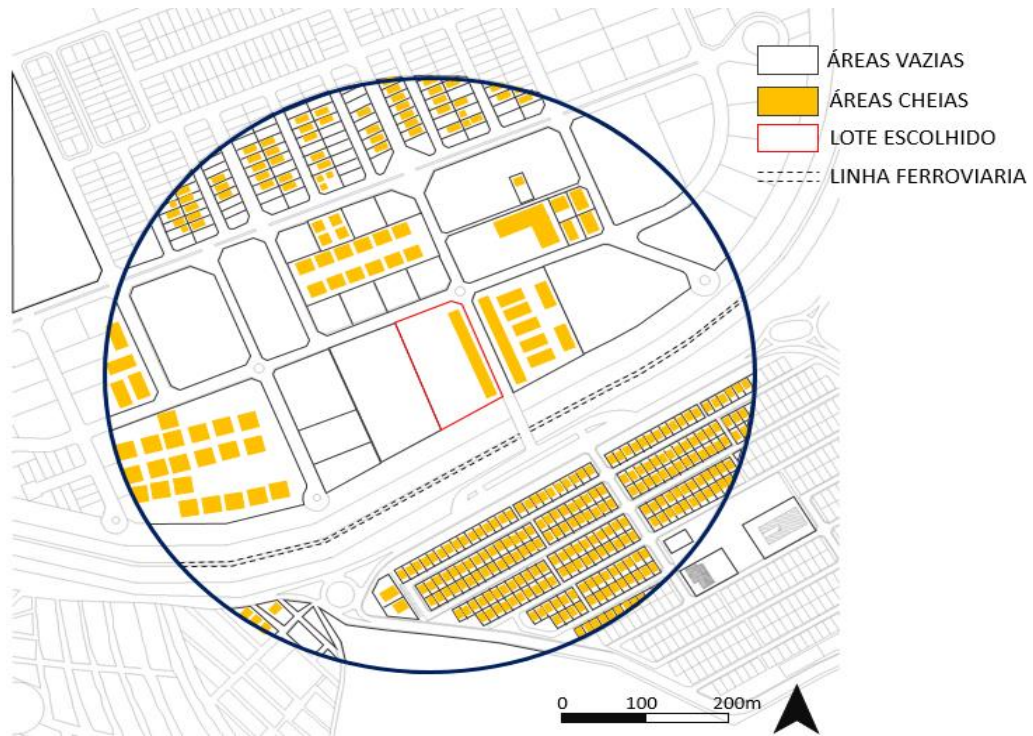 ÁREAS VAZIAS
ÁREAS CHEIAS
LOTE ESCOLHIDO
LINHA FERROVIARIA
0 100 200m